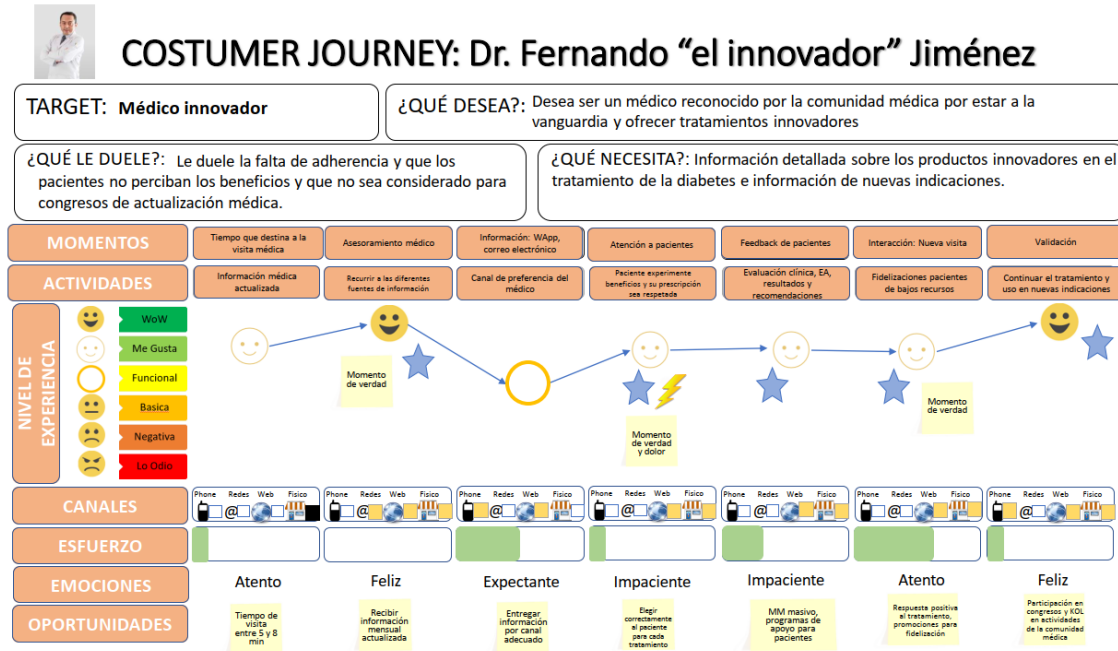 COSTUMER JOURNEY: Dr. Fernando “el innovador” Jiménez
TARGET: Médico innovador
¿QUÉ DESEA?: Desea ser un médico reconocido por la comunidad médica por estar a la
vanguardia y ofrecer tratamientos innovadores
¿QUÉ LE DUELE?: Le duele la falta de adherencia y que los
pacientes no perciban los beneficios y que no sea considerado para
congresos de actualización médica.
¿QUÉ NECESITA?: Información detallada sobre los productos innovadores en el
tratamiento de la diabetes e información de nuevas indicaciones.
MOMENTOS
Tiempo que destina a la
visita médica
Asesoramiento médico
Información: WApp,
correo electrónico
Atención a pacientes
Feedback de pacientes
Interacción: Nueva visita
Validación
ACTIVIDADES
Información médica
actualizada
Recurrir a las diferentes
fuentes de información
Canal de preferencia del
médico
Paciente experimente
beneficios y su prescripción
sea respetada
Evaluación clínica, EA,
resultados y
recomendaciones
Fidelizaciones pacientes
de bajos recursos
Continuar el tratamiento y
uso en nuevas indicaciones
NIVEL DE
EXPERIENCIA
WoW
Me Gusta
Funcional
Basica
Negativa
Lo Odio
Momento
de verdad
Momento
de verdad
y dolor
Momento
de verdad
CANALES
Phone Redes Web Fisico
@
Phone Redes Web Fisico
@
Phone Redes Web Fisico
@
Phone Redes Web Fisico
@
Phone Redes Web Fisico
@
Phone Redes Web Fisico
@
Phone Redes Web Fisico
@
ESFUERZO
EMOCIONES
Atento
Feliz
Expectante
Impaciente
Impaciente
Atento
Feliz
OPORTUNIDADES
Tiempo de
visita
entre 5 y 8
min
Recibir
información
mensual
actualizada
Entregar
información
por canal
adecuado
Elegir
correctamente
al paciente
para cada
tratamiento
MM masivo,
programas de
apoyo para
pacientes
Respuesta positiva
al tratamiento,
promociones para
fidelización
Participación en
congresos y KOL
en actividades
de la comunidad
médica